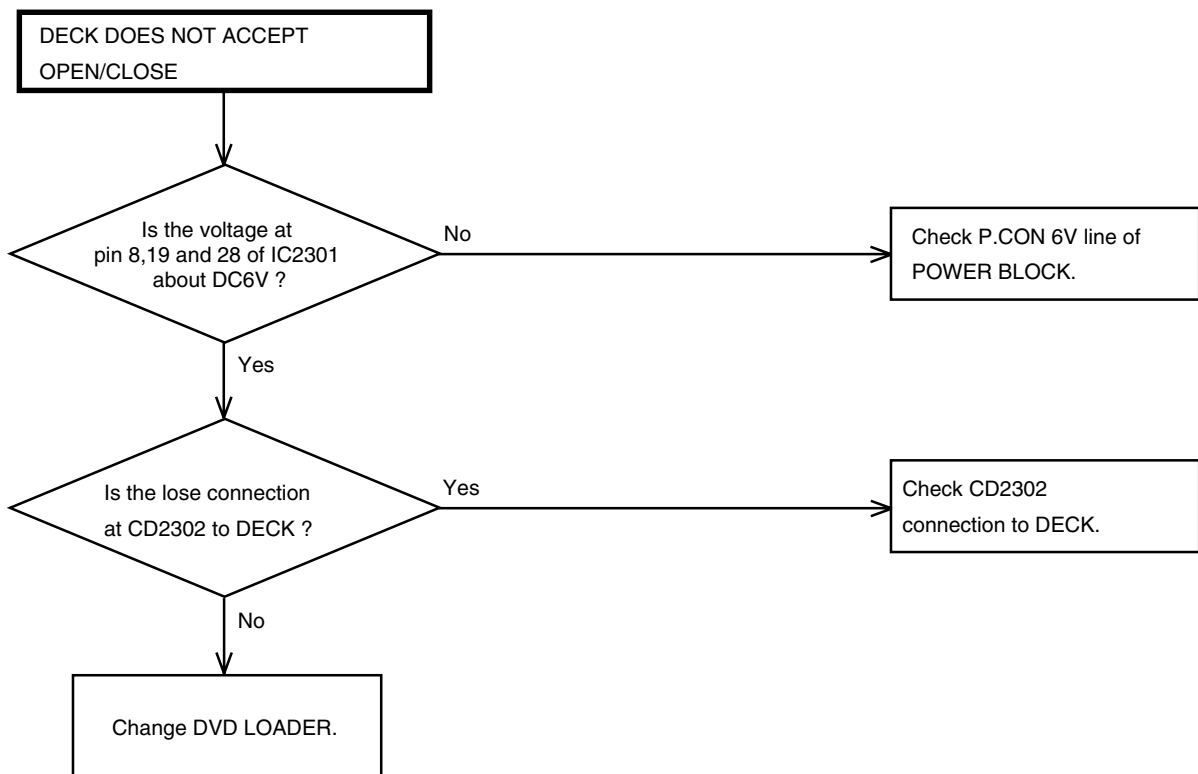 DECK DOES NOT ACCEPT
OPEN/CLOSE
Is the voltage at
pin 8,19 and 28 of IC2301
about DC6V ?
No
Check P.CON 6V line of
POWER BLOCK.
Yes
Is the lose connection
at CD2302 to DECK ?
Yes
Check CD2302
connection to DECK.
No
Change DVD LOADER.